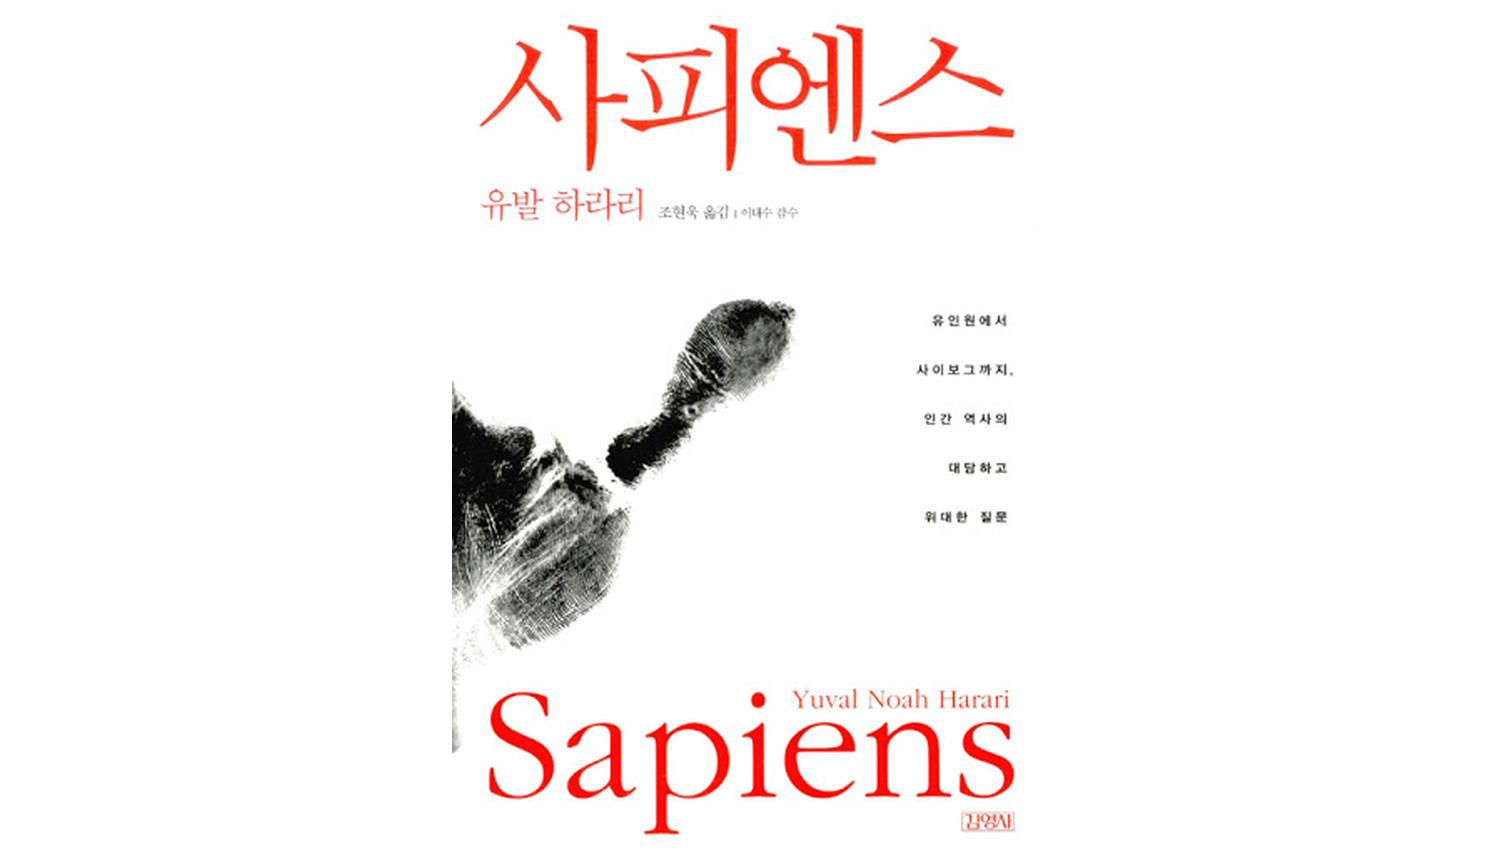 사피엔스
유발 하라리 조현욱 옮김 | 이태수 감수
유인원에서
사이보그까지,
인간 역사의
대담하고
위대한 질문
Yuval Noah Harari
Sapiens
김영사